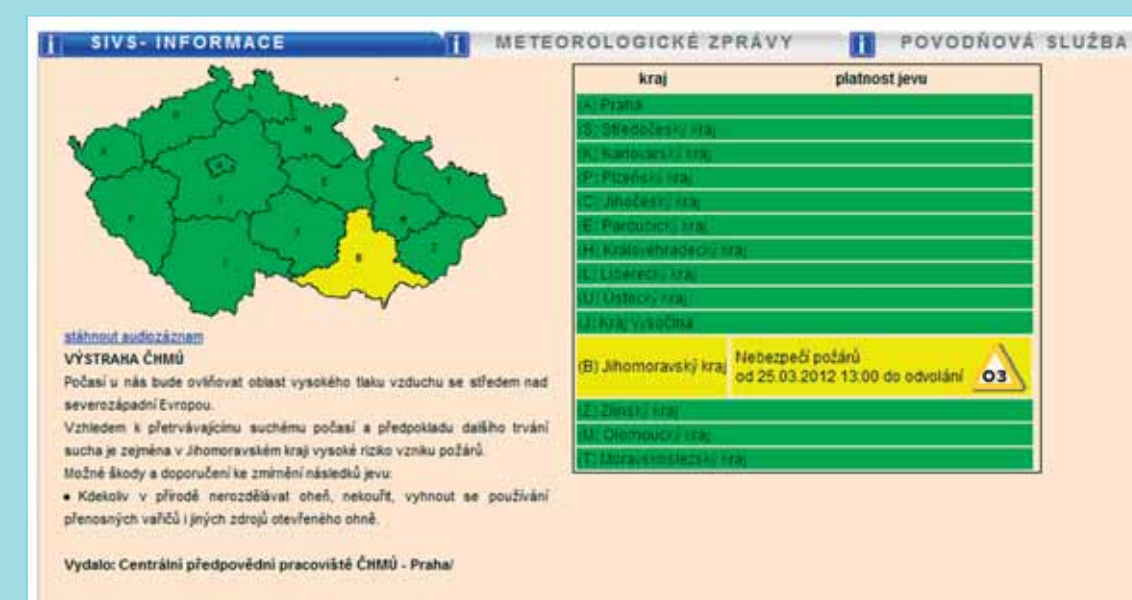 SIVS- INFORMACE
METEOROLOGICKÉ ZPRÁVY
POVODŇOVÁ SLUŽBA
stáhnout audiozáznam
VÝSTRAHA ČHMÚ
Počasí u nás bude ovlivňovat oblast vysokého tlaku vzduchu se středem nad
severozápadní Evropou.
Vzhledem k přetrvávajícímu suchému počasí a předpokladu dalšího trvání
sucha je zejména v Jihomoravském kraji vysoké riziko vzniku požárů.
Možné škody a doporučení ke zmírnění následků jevu:
• Kdekoliv v přírodě nerozdělávat oheň, nekouřit, vyhnout se používání
přenosných vařičů i jiných zdrojů otevřeného ohně.
Vydalo: Centrální předpovědní pracoviště ČHMÚ - Praha/
kraj platnost jevu
(A) Praha
(S) Středočeský kraj
(K) Karlovarský kraj
(P) Plzeňský kraj
(C) Jihočeský kraj
(E) Pardubický kraj
(H) Královéhradecký kraj
(L) Liberecký kraj
(U) Ústecký kraj
(J) Kraj Vysočina
(B) Jihomoravský kraj
Nebezpečí požárů
od 25.03.2012 13:00 do odvolání
03
(Z) Zlínský kraj
(M) Olomoucký kraj
(T) Moravskoslezský kraj